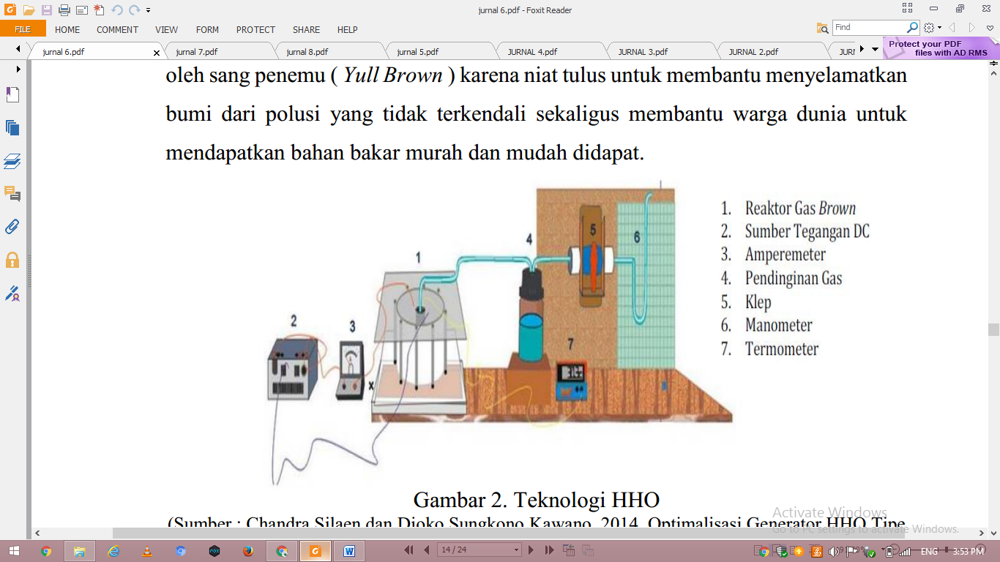 jurnal 6.pdf - Foxit Reader
FILE HOME COMMENT VIEW FORM PROTECT SHARE HELP
Find
jurnal 6.pdf x jurnal 7.pdf jurnal 8.pdf jurnal 5.pdf JURNAL 4.pdf JURNAL 3.pdf JURNAL 2.pdf
Protect your PDF
files with AD RMS
oleh sang penemu ( Yull Brown ) karena niat tulus untuk membantu menyelamatkan
bumi dari polusi yang tidak terkendali sekaligus membantu warga dunia untuk
mendapatkan bahan bakar murah dan mudah didapat.
1
2
3
4
5
6
7
x
1. Reaktor Gas Brown
2. Sumber Tegangan DC
3. Amperemeter
4. Pendinginan Gas
5. Klep
6. Manometer
7. Termometer
Gambar 2. Teknologi HHO
(Sumber : Chandra Silaen dan Djoko Sungkono Kawano, 2014, Optimalisasi Generator HHO Tipe
Activate Windows
Go to PC settings to activate Windows.
14 / 24
ENG 3:53 PM